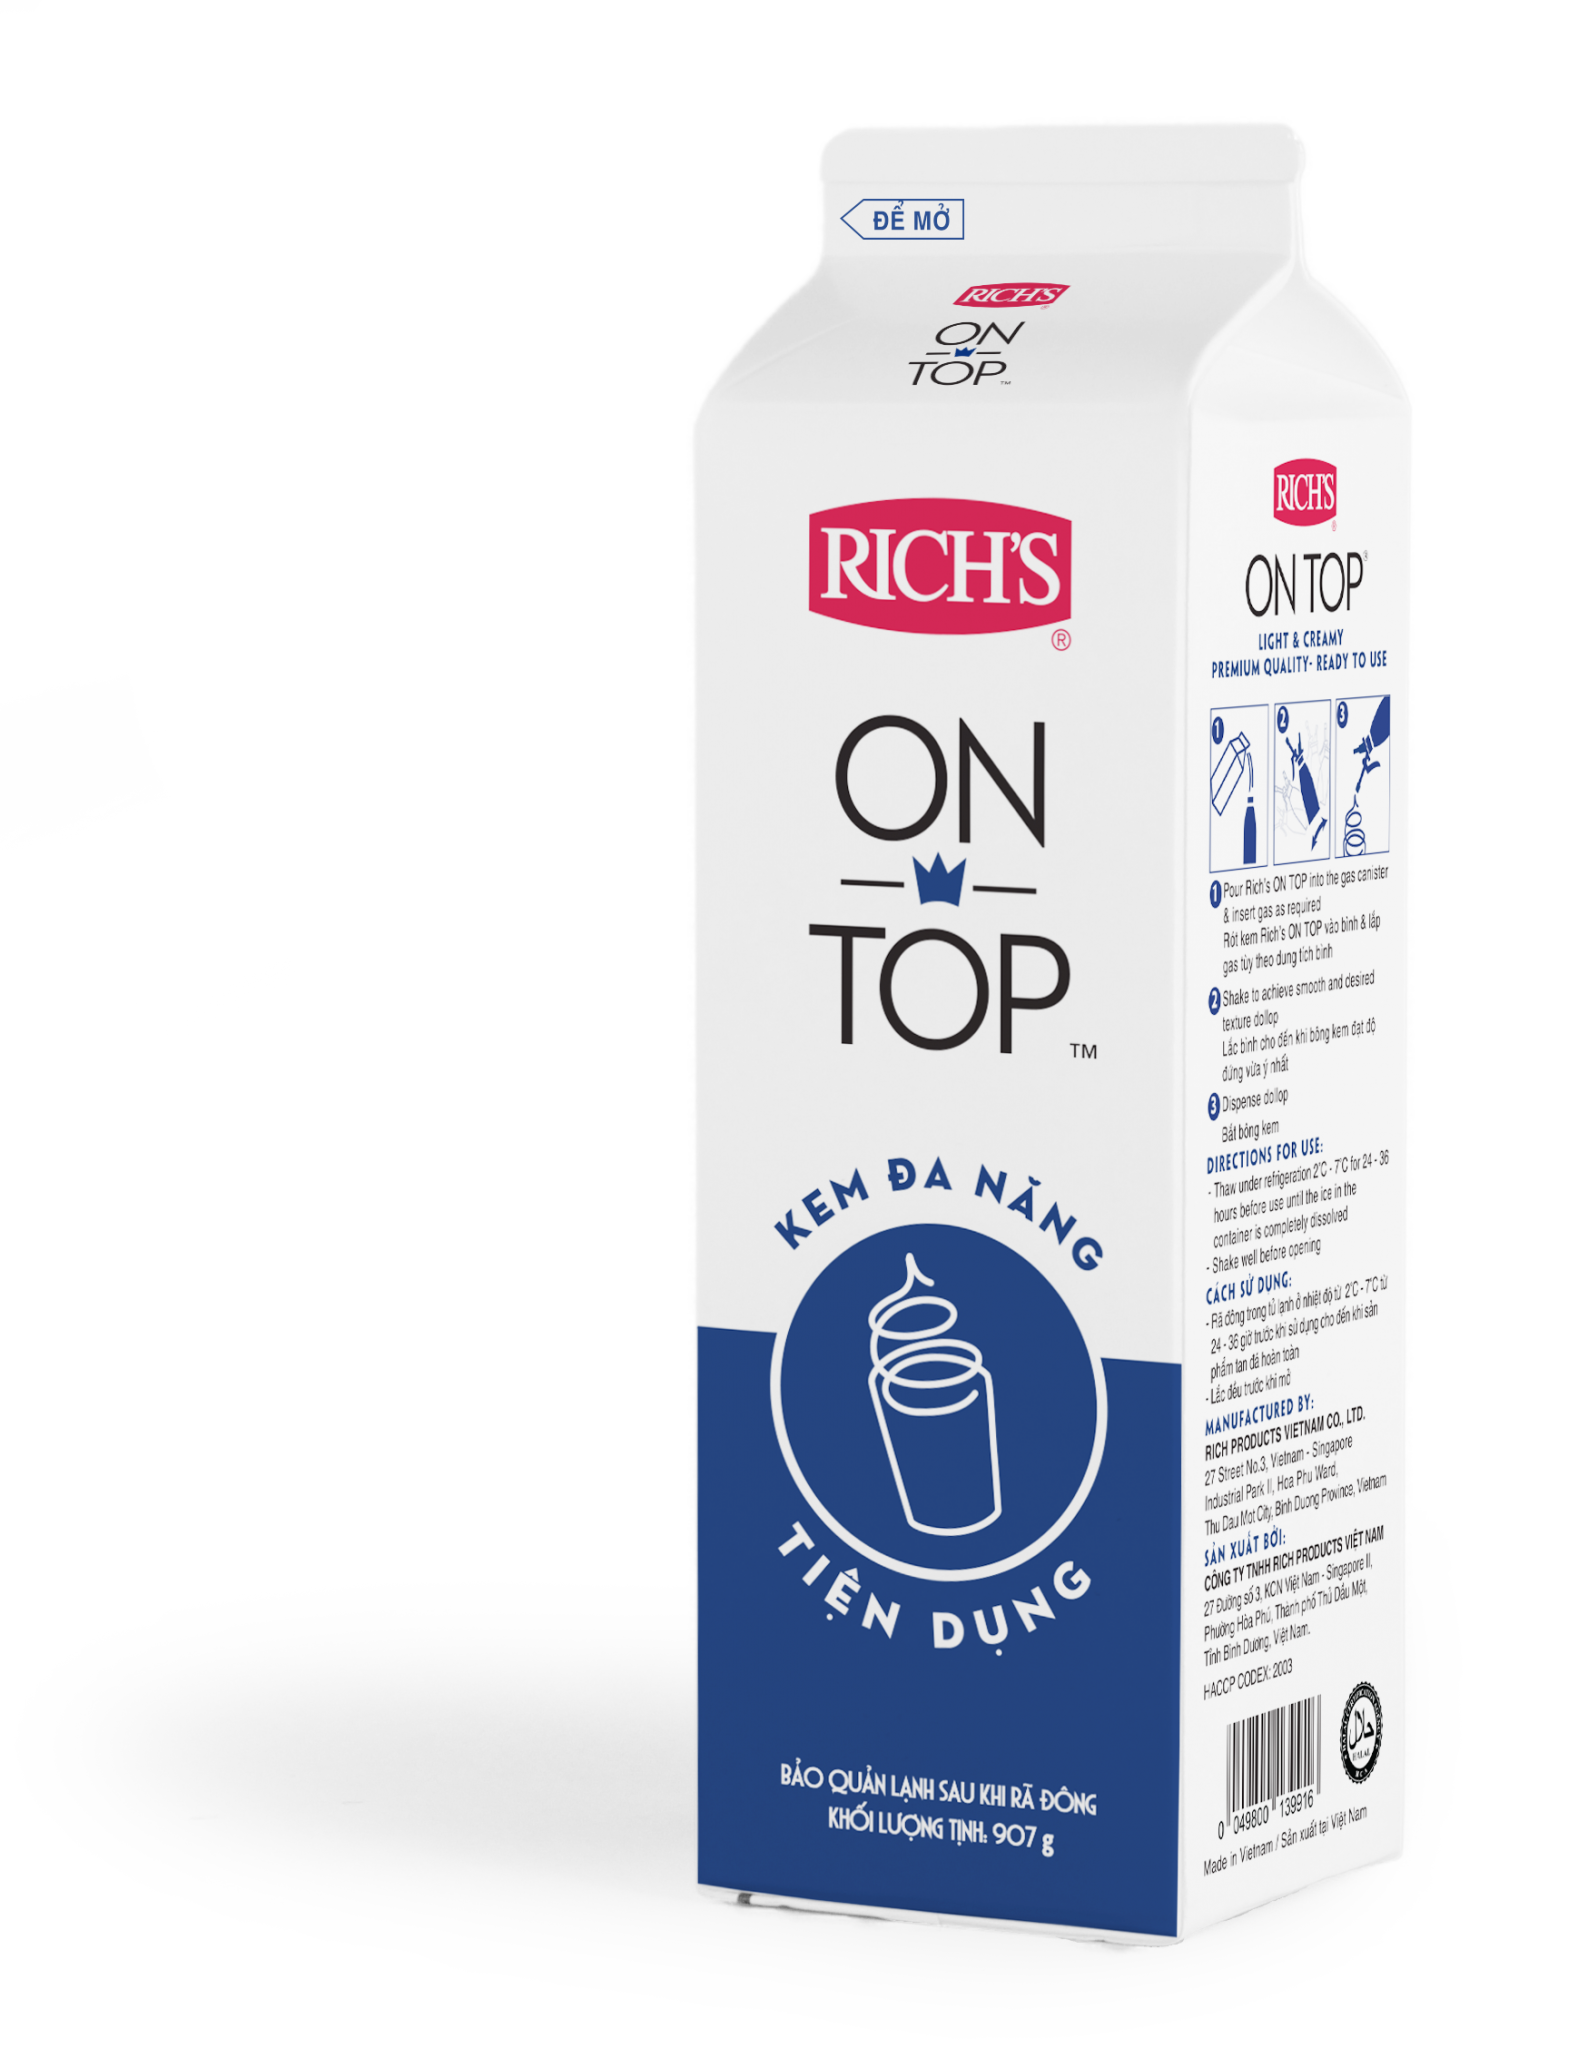 ĐỂ MỞ
RICH'S
®
ON
TOP
™
RICH'S
®
ON
TOP
™
KEM ĐA NĂNG
TIỆN DỤNG
BẢO QUẢN LẠNH SAU KHI RÃ ĐÔNG
KHỐI LƯỢNG TỊNH: 907 g
RICH'S
®
ON TOP®
LIGHT & CREAMY
PREMIUM QUALITY- READY TO USE
1
2
3
1 Pour Rich's ON TOP into the gas canister
& insert gas as required
Rót kem Rich's ON TOP vào bình & lắp
gas tùy theo dung tích bình
2 Shake to achieve smooth and desired
texture dollop
Lắc bình cho đến khi bông kem đạt độ
đứng vừa ý nhất
3 Dispense dollop
Bắt bông kem
DIRECTIONS FOR USE:
- Thaw under refrigeration 2°C - 7°C for 24 - 36
hours before use until the ice in the
container is completely dissolved
- Shake well before opening
CÁCH SỬ DỤNG:
- Rã đông trong tủ lạnh ở nhiệt độ từ 2°C - 7°C từ
24 - 36 giờ trước khi sử dụng cho đến khi sản
phẩm tan đá hoàn toàn
- Lắc đều trước khi mở
MANUFACTURED BY:
RICH PRODUCTS VIETNAM CO., LTD.
27 Street No.3, Vietnam - Singapore
Industrial Park II, Hoa Phu Ward,
Thu Dau Mot City, Binh Duong Province, Vietnam
SẢN XUẤT BỞI:
CÔNG TY TNHH RICH PRODUCTS VIỆT NAM
27 Đường số 3, KCN Việt Nam - Singapore II,
Phường Hòa Phú, Thành phố Thủ Dầu Một,
Tỉnh Bình Dương, Việt Nam.
HACCP CODEX: 2003
حلال
HALAL
0 049800 139916
Made in Vietnam / Sản xuất tại Việt Nam